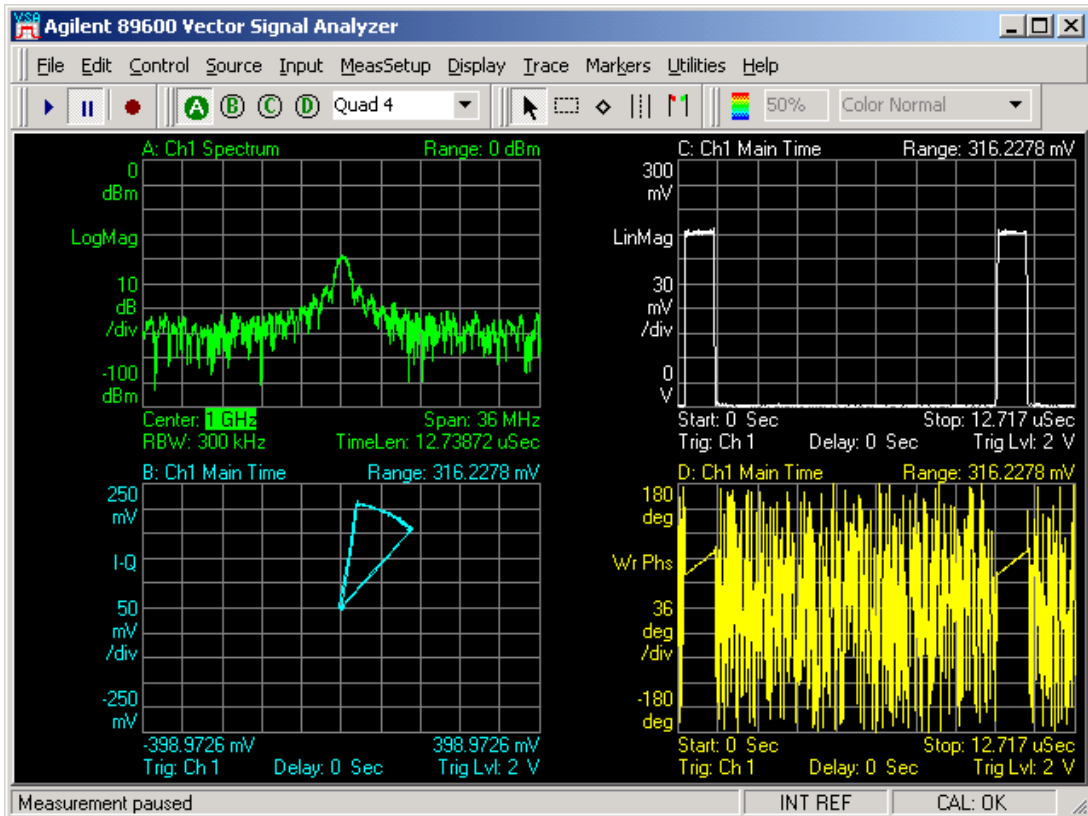 VSA Agilent 89600 Vector Signal Analyzer
File Edit Control Source Input MeasSetup Display Trace Markers Utilities Help
A B C D Quad 4 50% Color Normal
A: Ch1 Spectrum Range: 0 dBm
0
dBm
LogMag
10
dB
/div
-100
dBm
Center: 1 GHz Span: 36 MHz
RBW: 300 kHz TimeLen: 12.73872 uSec
C: Ch1 Main Time Range: 316.2278 mV
300
mV
LinMag
30
mV
/div
0
V
Start: 0 Sec Stop: 12.717 uSec
Trig: Ch 1 Delay: 0 Sec Trig Lvl: 2 V
B: Ch1 Main Time Range: 316.2278 mV
250
mV
I-Q
50
mV
/div
-250
mV
-398.9726 mV 398.9726 mV
Trig: Ch 1 Delay: 0 Sec Trig Lvl: 2 V
D: Ch1 Main Time Range: 316.2278 mV
180
deg
Wr Phs
36
deg
/div
-180
deg
Start: 0 Sec Stop: 12.717 uSec
Trig: Ch 1 Delay: 0 Sec Trig Lvl: 2 V
Measurement paused INT REF CAL: OK